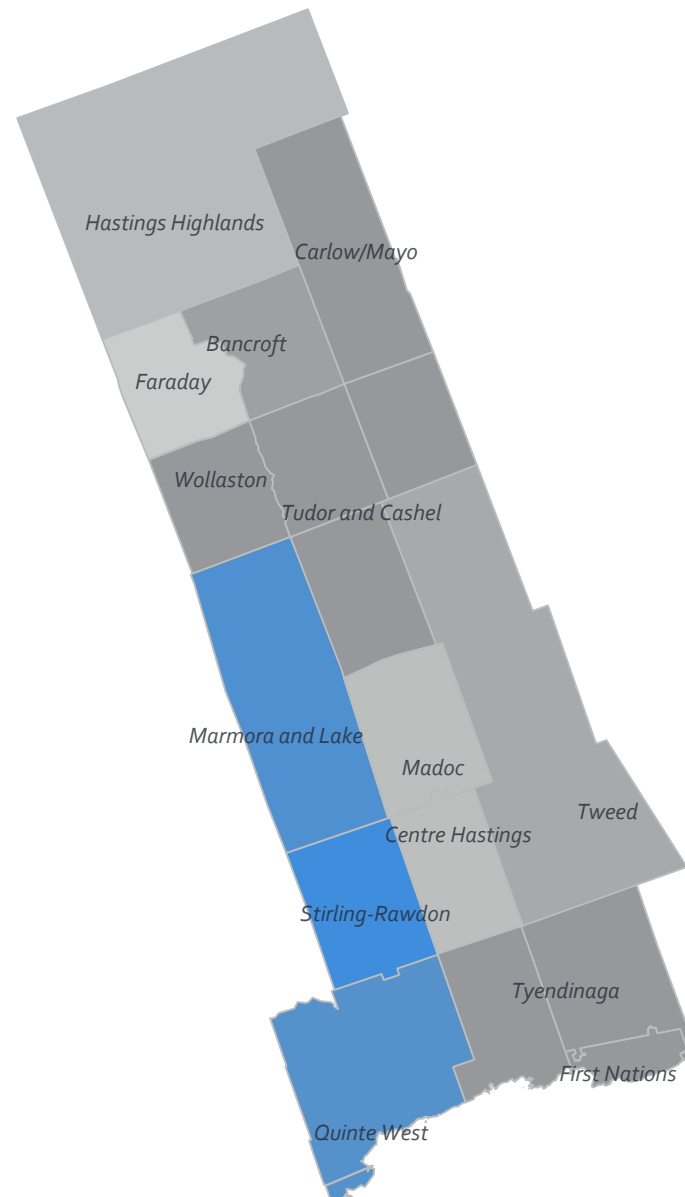 Hastings Highlands
Carlow/Mayo
Bancroft
Faraday
Wollaston
Tudor and Cashel
Marmora and Lake
Madoc
Tweed
Centre Hastings
Stirling-Rawdon
Tyendinaga
First Nations
Quinte West